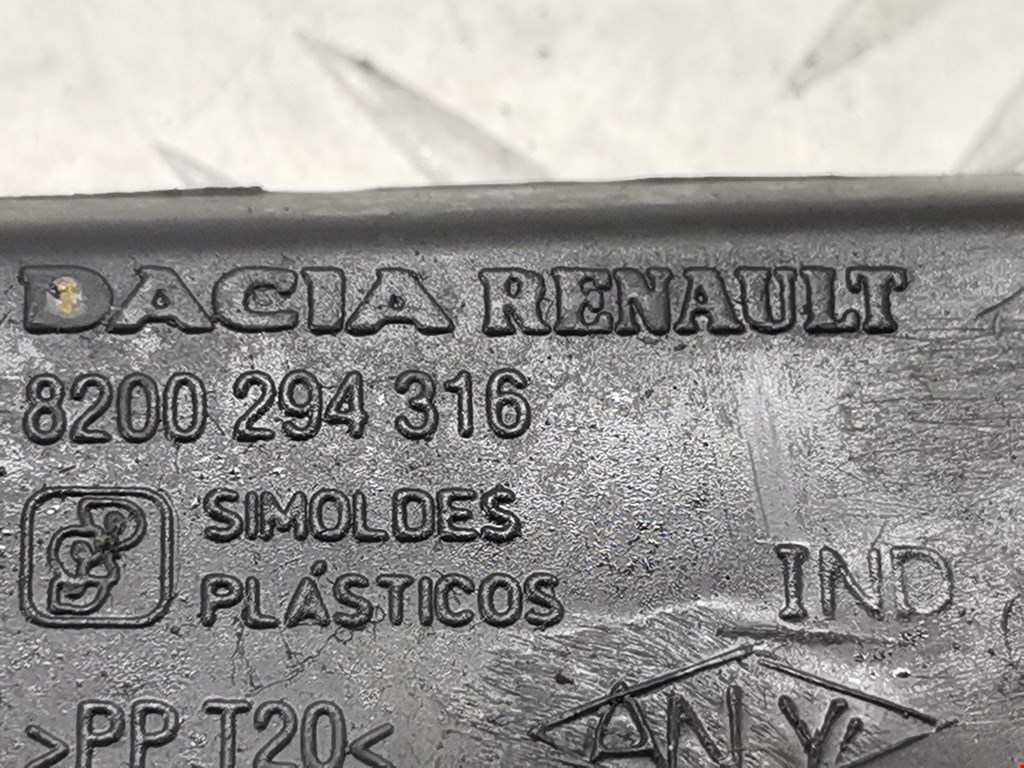 DACIA RENAULT
8200 294 316
SIMOLDES
PLÁSTICOS
IND
>PP T20<